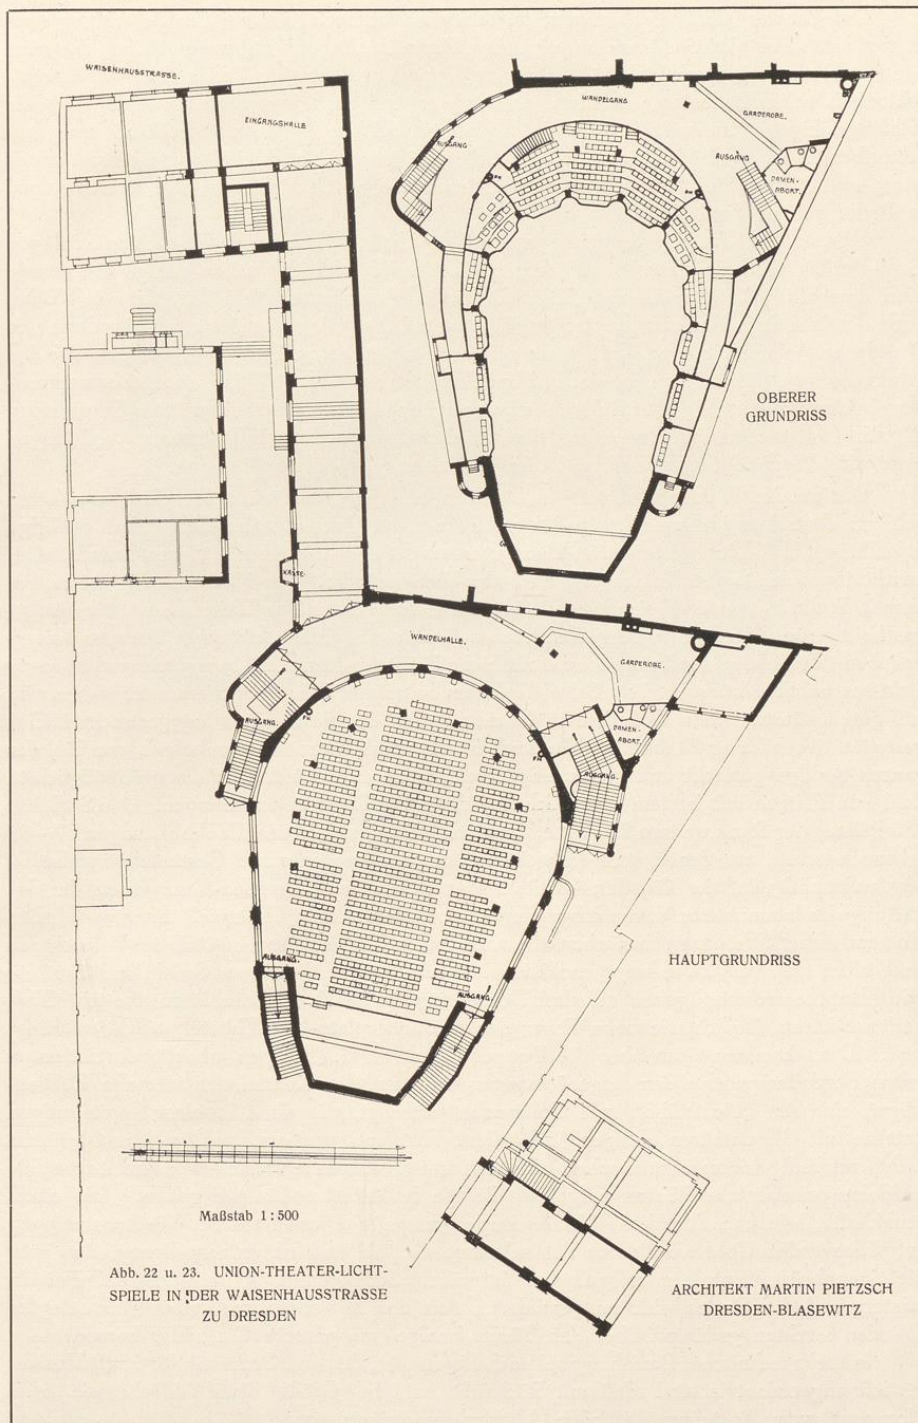 WAISENHAUSSTRASSE.
EINGANGSHALLE
WANDELGANG
GARDEROBE.
AUSGANG
AUSGANG
DAMEN-
ABORT.
OBERER
GRUNDRISS
KASSE.
WANDELHALLE.
GARDEROBE.
AUSGANG.
DAMEN-
ABORT
AUSGANG.
HAUPTGRUNDRISS
AUSGANG.
AUSGANG.
Maßstab 1:500
Abb. 22 u. 23. UNION-THEATER-LICHT-
SPIELE IN DER WAISENHAUSSTRASSE
ZU DRESDEN
ARCHITEKT MARTIN PIETZSCH
DRESDEN-BLASEWITZ